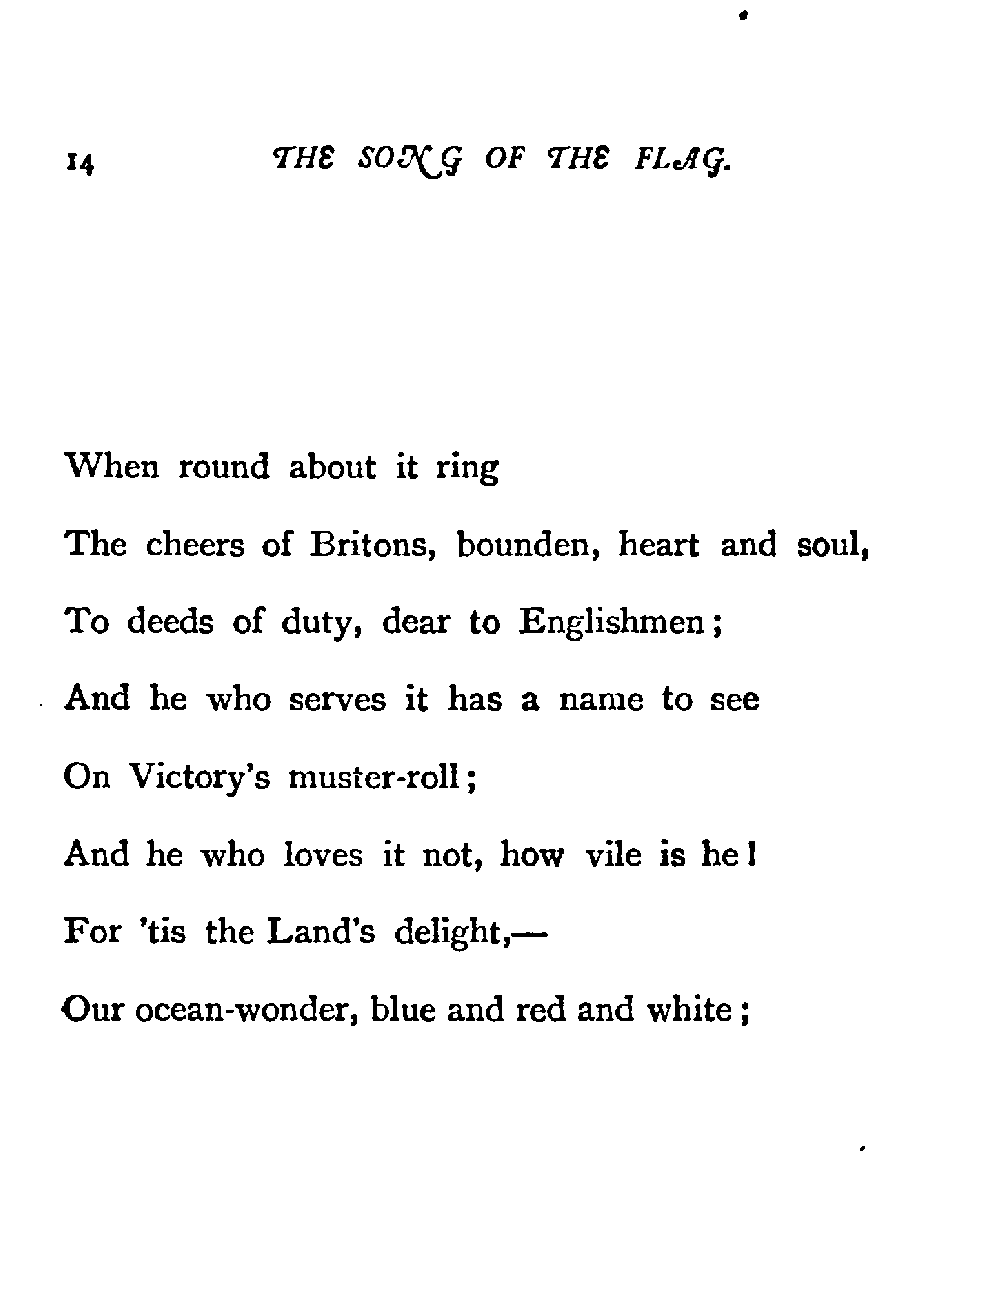 14 THE SONG OF THE FLAG.
When round about it ring
The cheers of Britons, bounden, heart and soul,
To deeds of duty, dear to Englishmen;
And he who serves it has a name to see
On Victory's muster-roll;
And he who loves it not, how vile is he!
For 'tis the Land's delight,—
Our ocean-wonder, blue and red and white;